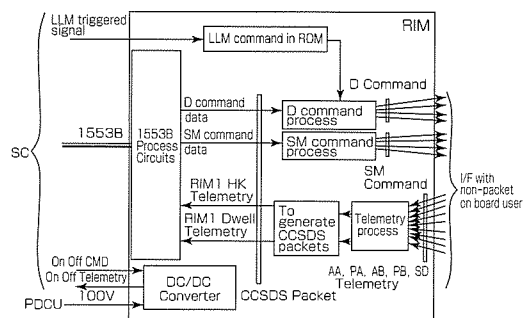 LLM triggered
signal
RIM
LLM command in ROM
D Command
D command
data
D command
process
1553B
1553B
Process
Circuits
SM command
data
SM command
process
SC
SM
Command
I/F with
non-packet
on board user
RIM1 HK
Telemetry
RIM1 Dwell
Telemetry
To
generate
CCSDS
packets
Telemetry
process
On Off CMD
On Off Telemetry
AA, PA, AB, PB, SD
Telemetry
DC/DC
Converter
CCSDS Packet
PDCU
100V